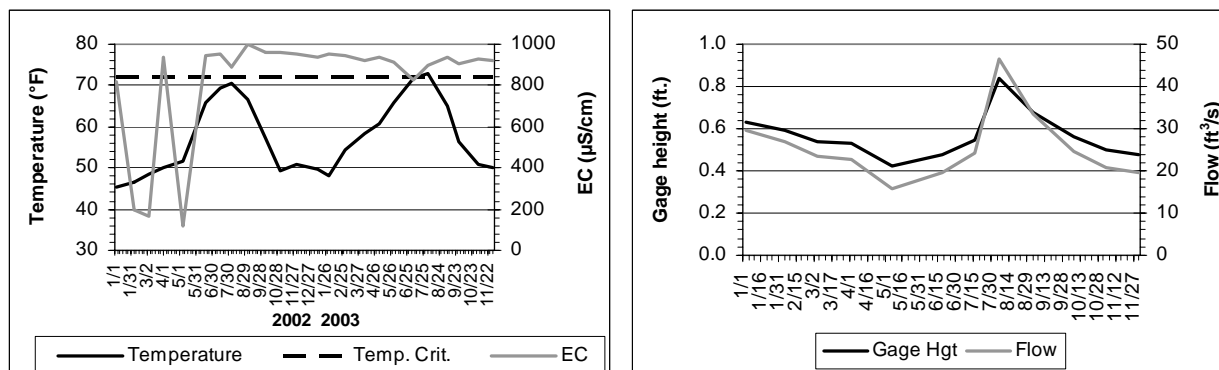 80 1000
70 800
60 600
50 400
40 200
30 0
Temperature (°F)
EC (µS/cm)
1/1 1/31 3/2 4/1 5/1 5/31 6/30 7/30 8/29 9/28 10/28 11/27 12/27 1/26 2/25 3/27 4/26 5/26 6/25 7/25 8/24 9/23 10/23 11/22
2002 2003
Temperature Temp. Crit. EC
1.0 50
0.8 40
0.6 30
0.4 20
0.2 10
0.0 0
Gage height (ft.)
Flow (ft³/s)
1/1 1/16 1/31 2/15 3/2 3/17 4/1 4/16 5/1 5/16 5/31 6/15 6/30 7/15 7/30 8/14 8/29 9/13 9/28 10/13 10/28 11/12 11/27
Gage Hgt Flow